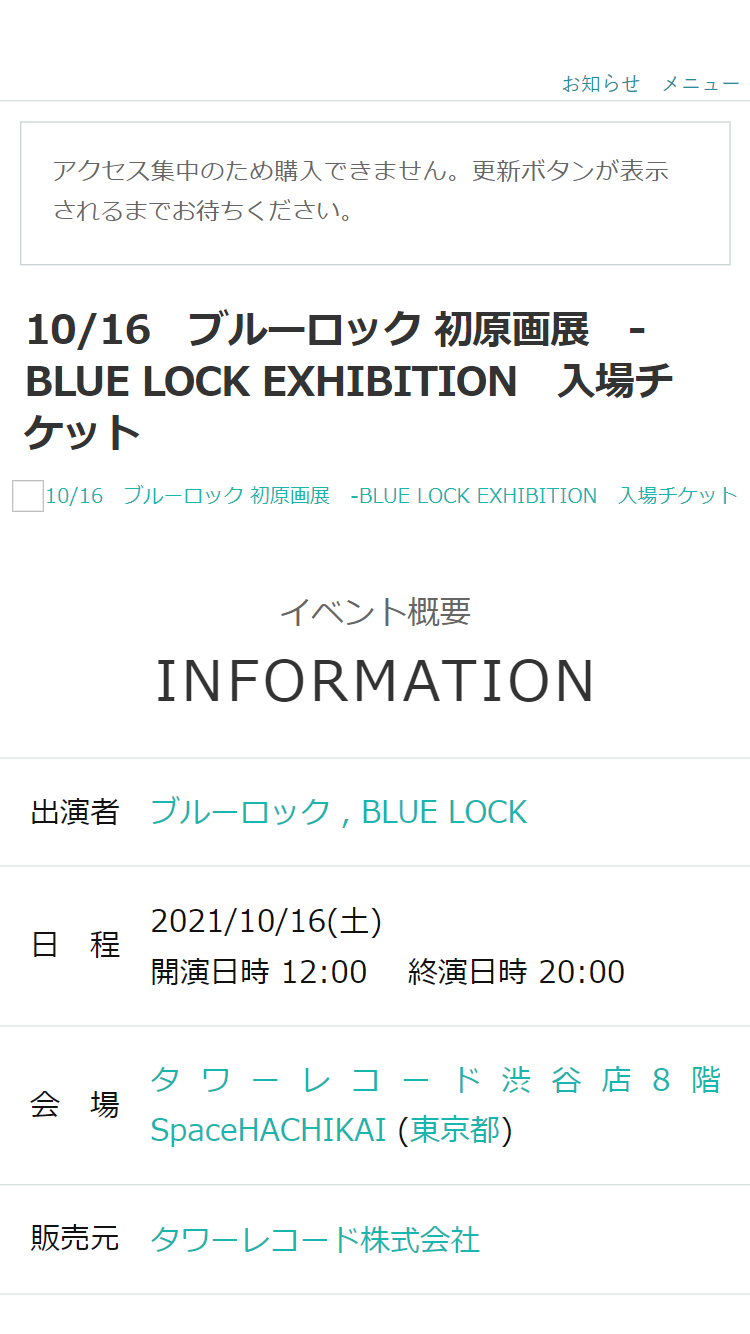 お知らせ　メニュー
アクセス集中のため購入できません。更新ボタンが表示
されるまでお待ちください。
10/16　ブルーロック 初原画展　-
BLUE LOCK EXHIBITION　入場チ
ケット
10/16　ブルーロック 初原画展　-BLUE LOCK EXHIBITION　入場チケット
イベント概要
INFORMATION
出演者　ブルーロック , BLUE LOCK
日　程　2021/10/16(土)
開演日時 12:00　終演日時 20:00
会　場　タワーレコード渋谷店8階
SpaceHACHIKAI (東京都)
販売元　タワーレコード株式会社